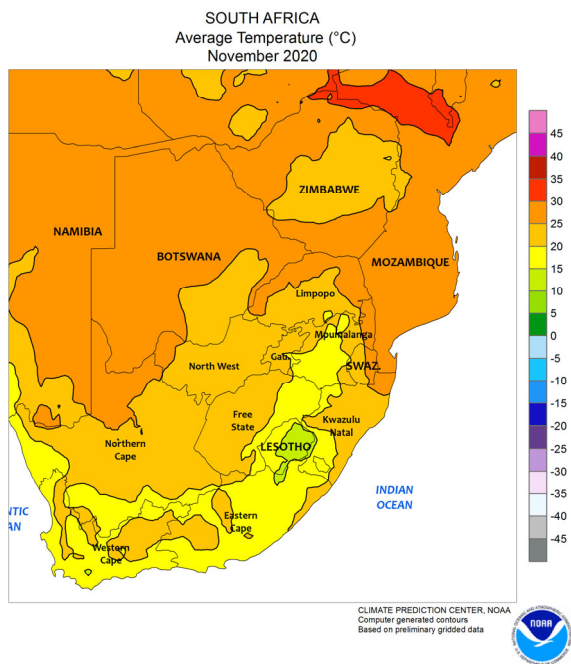 SOUTH AFRICA
Average Temperature (°C)
November 2020
ZIMBABWE
NAMIBIA
BOTSWANA
MOZAMBIQUE
Limpopo
Mpumalanga
North West
Gau.
SWAZ.
Free
State
Kwazulu
Natal
Northern
Cape
LESOTHO
INDIAN
OCEAN
NTIC
AN
Eastern
Cape
Western
Cape
45
40
35
30
25
20
15
10
5
0
-5
-10
-15
-20
-25
-30
-35
-40
-45
CLIMATE PREDICTION CENTER, NOAA
Computer generated contours
Based on preliminary gridded data
NOAA